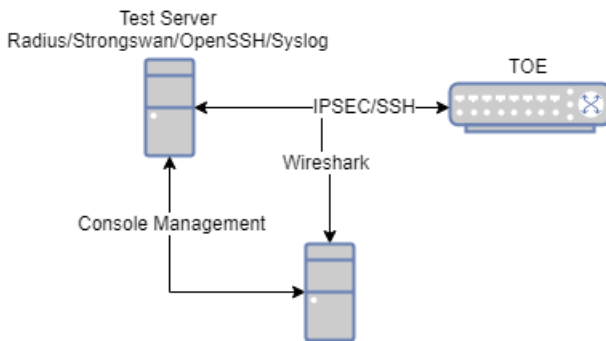 Test Server
Radius/Strongswan/OpenSSH/Syslog
TOE
IPSEC/SSH
Wireshark
Console Management